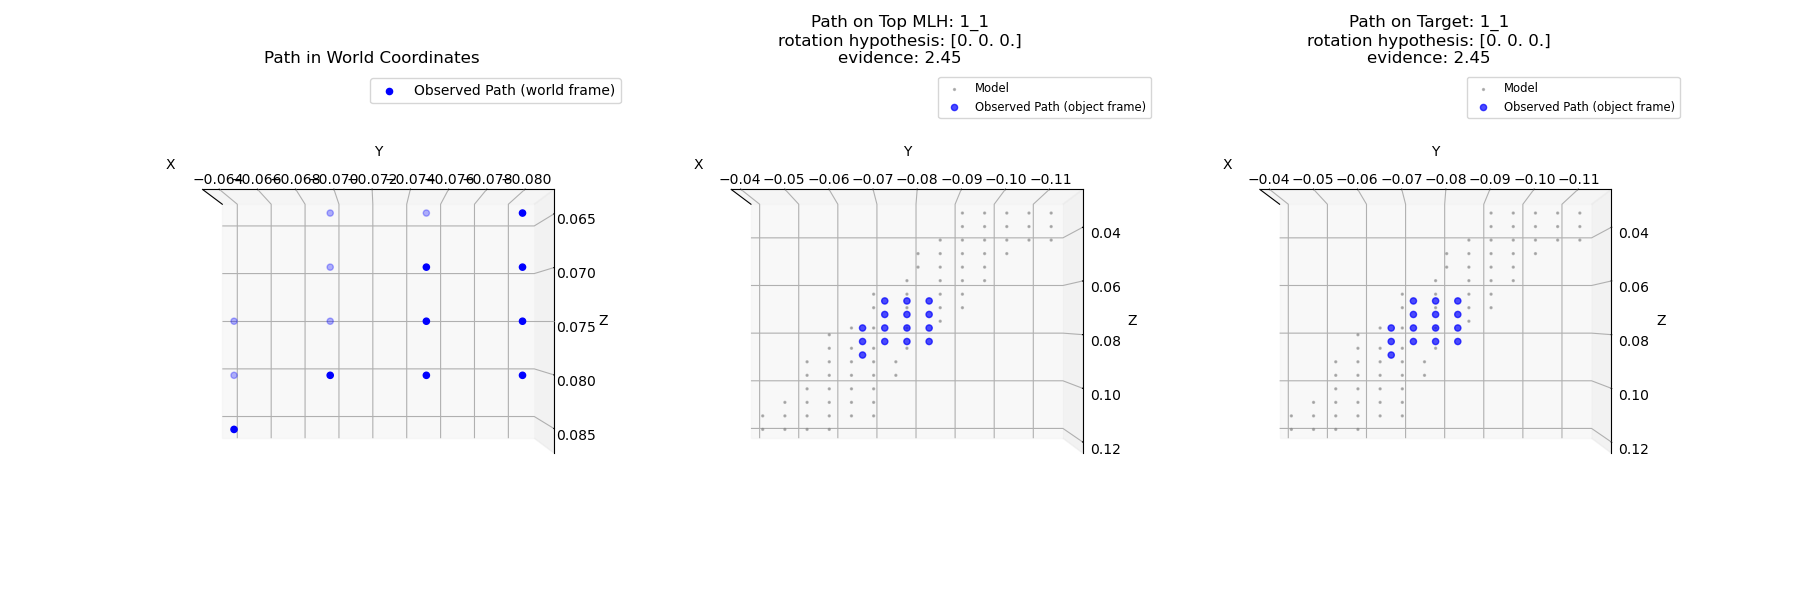 Path in World Coordinates
Observed Path (world frame)
X
Y
−0.064 −0.066 −0.068 −0.070 −0.072 −0.074 −0.076 −0.078 −0.080
0.065
0.070
0.075
0.080
0.085
Z
Path on Top MLH: 1_1
rotation hypothesis: [0. 0. 0.]
evidence: 2.45
Model
Observed Path (object frame)
X
Y
−0.04 −0.05 −0.06 −0.07 −0.08 −0.09 −0.10 −0.11
0.04
0.06
0.08
0.10
0.12
Z
Path on Target: 1_1
rotation hypothesis: [0. 0. 0.]
evidence: 2.45
Model
Observed Path (object frame)
X
Y
−0.04 −0.05 −0.06 −0.07 −0.08 −0.09 −0.10 −0.11
0.04
0.06
0.08
0.10
0.12
Z